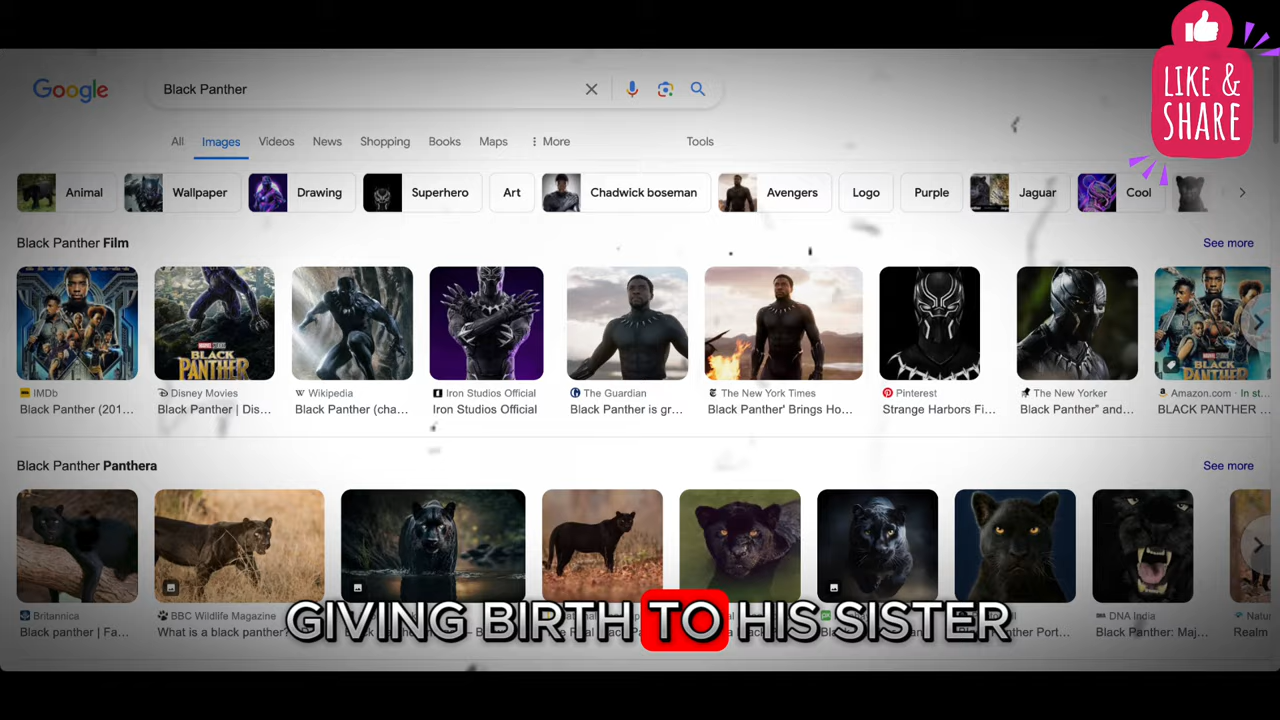 LIKE &
SHARE
Google
Black Panther
All Images Videos News Shopping Books Maps More Tools
Animal Wallpaper Drawing Superhero Art Chadwick boseman Avengers Logo Purple Jaguar Cool
Black Panther Film See more
BLACK
PANTHER
IMDb Disney Movies Wikipedia Iron Studios Official The Guardian The New York Times Pinterest The New Yorker Amazon.com · In st...
Black Panther (201... Black Panther | Dis... Black Panther (cha... Iron Studios Official Black Panther is gr... Black Panther' Brings Ho... Strange Harbors Fi... Black Panther" and... BLACK PANTHER ...
Black Panther Panthera See more
Britannica BBC Wildlife Magazine DNA India
Black panther | Fa... What is a black panther? Black Panther: Maj... Realm
GIVING BIRTH TO HIS SISTER